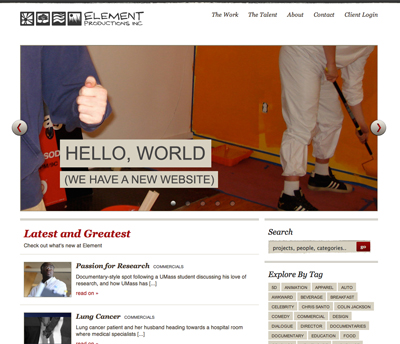 ELEMENT
PRODUCTIONS INC
The Work The Talent About Contact Client Login
HELLO, WORLD
(WE HAVE A NEW WEBSITE)
Latest and Greatest
Check out what's new at Element
Passion for Research COMMERCIALS
Documentary-style spot following a UMass student discussing his love of
research, and how UMass has [...]
read on »
Lung Cancer COMMERCIALS
Lung cancer patient and her husband heading towards a hospital room
where medical specialists [...]
read on »
Search
projects, people, categories..
go
Explore By Tag
5D ANIMATION APPAREL AUTO
AWKWARD BEVERAGE BREAKFAST
CELEBRITY CHRIS SANTO COLIN JACKSON
COMEDY COMMERCIAL DESIGN
DIALOGUE DIRECTOR DOCUMENTARIES
DOCUMENTARY EDUCATION FOOD